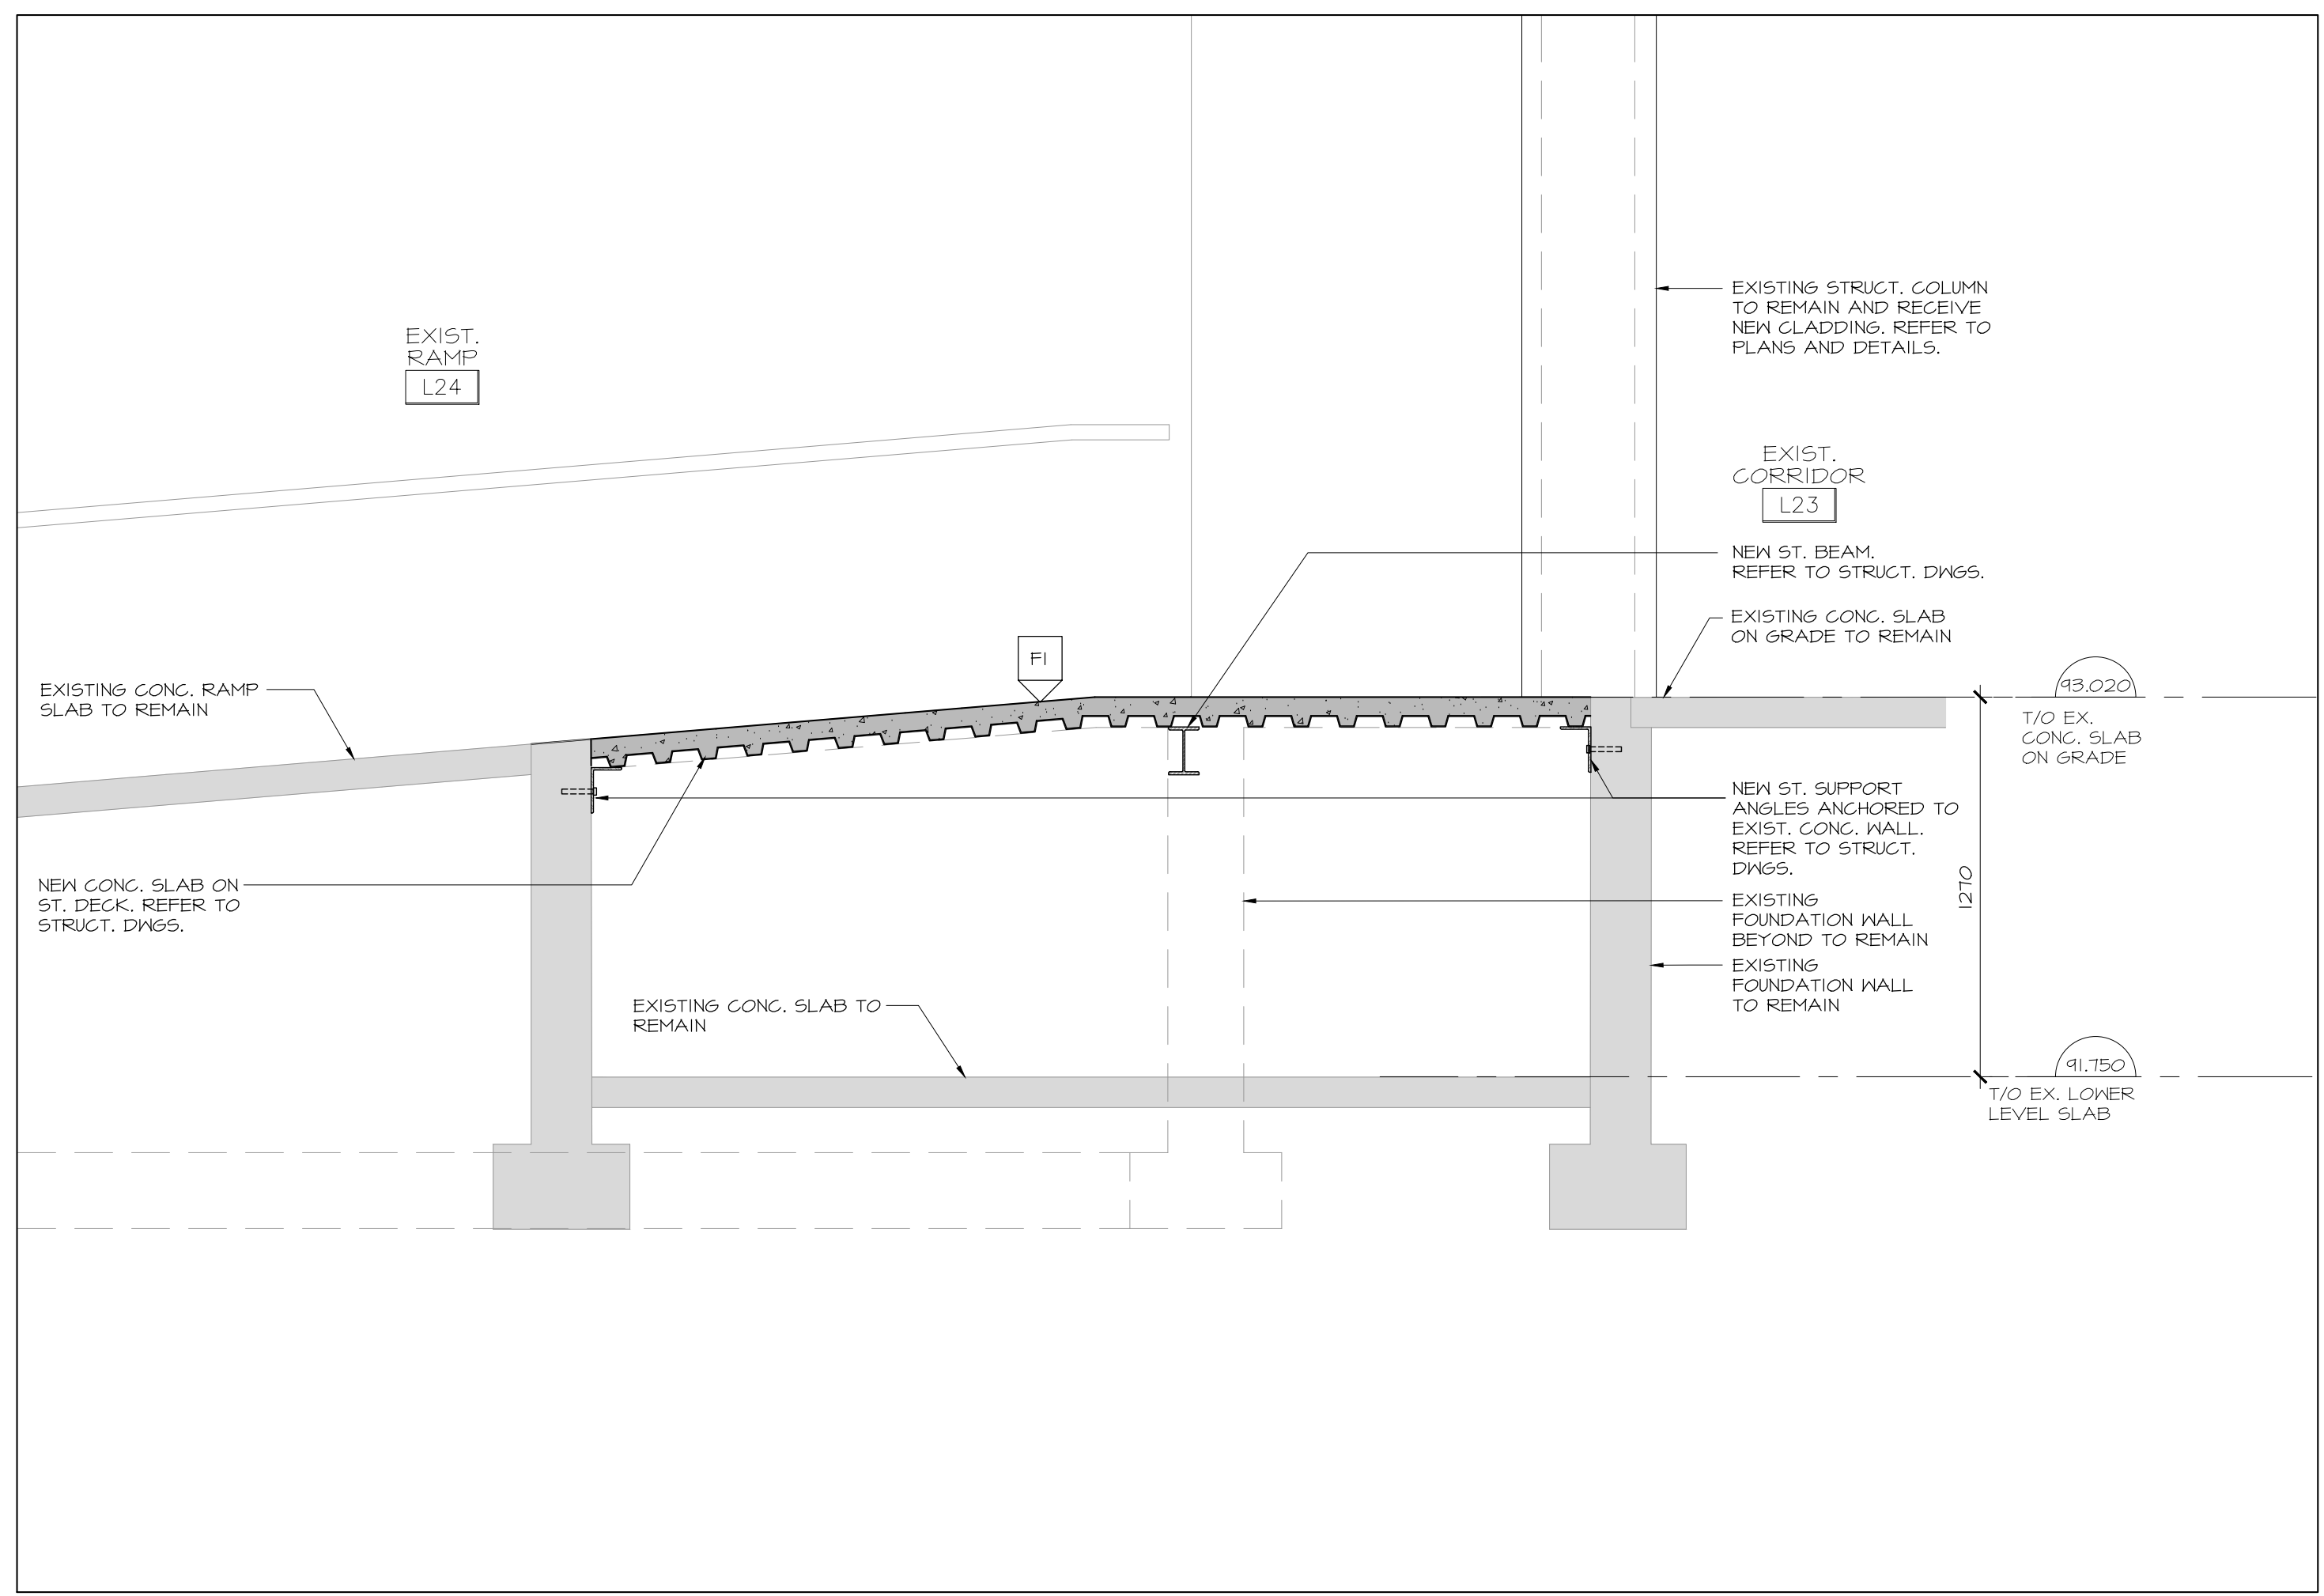 EXIST.
RAMP
L24
EXISTING STRUCT. COLUMN
TO REMAIN AND RECEIVE
NEW CLADDING. REFER TO
PLANS AND DETAILS.
EXIST.
CORRIDOR
L23
NEW ST. BEAM.
REFER TO STRUCT. DWGS.
EXISTING CONC. SLAB
ON GRADE TO REMAIN
F1
EXISTING CONC. RAMP
SLAB TO REMAIN
93.020
T/O EX.
CONC. SLAB
ON GRADE
NEW ST. SUPPORT
ANGLES ANCHORED TO
EXIST. CONC. WALL.
REFER TO STRUCT.
DWGS.
1270
NEW CONC. SLAB ON
ST. DECK. REFER TO
STRUCT. DWGS.
EXISTING
FOUNDATION WALL
BEYOND TO REMAIN
EXISTING
FOUNDATION WALL
TO REMAIN
EXISTING CONC. SLAB TO
REMAIN
91.750
T/O EX. LOWER
LEVEL SLAB